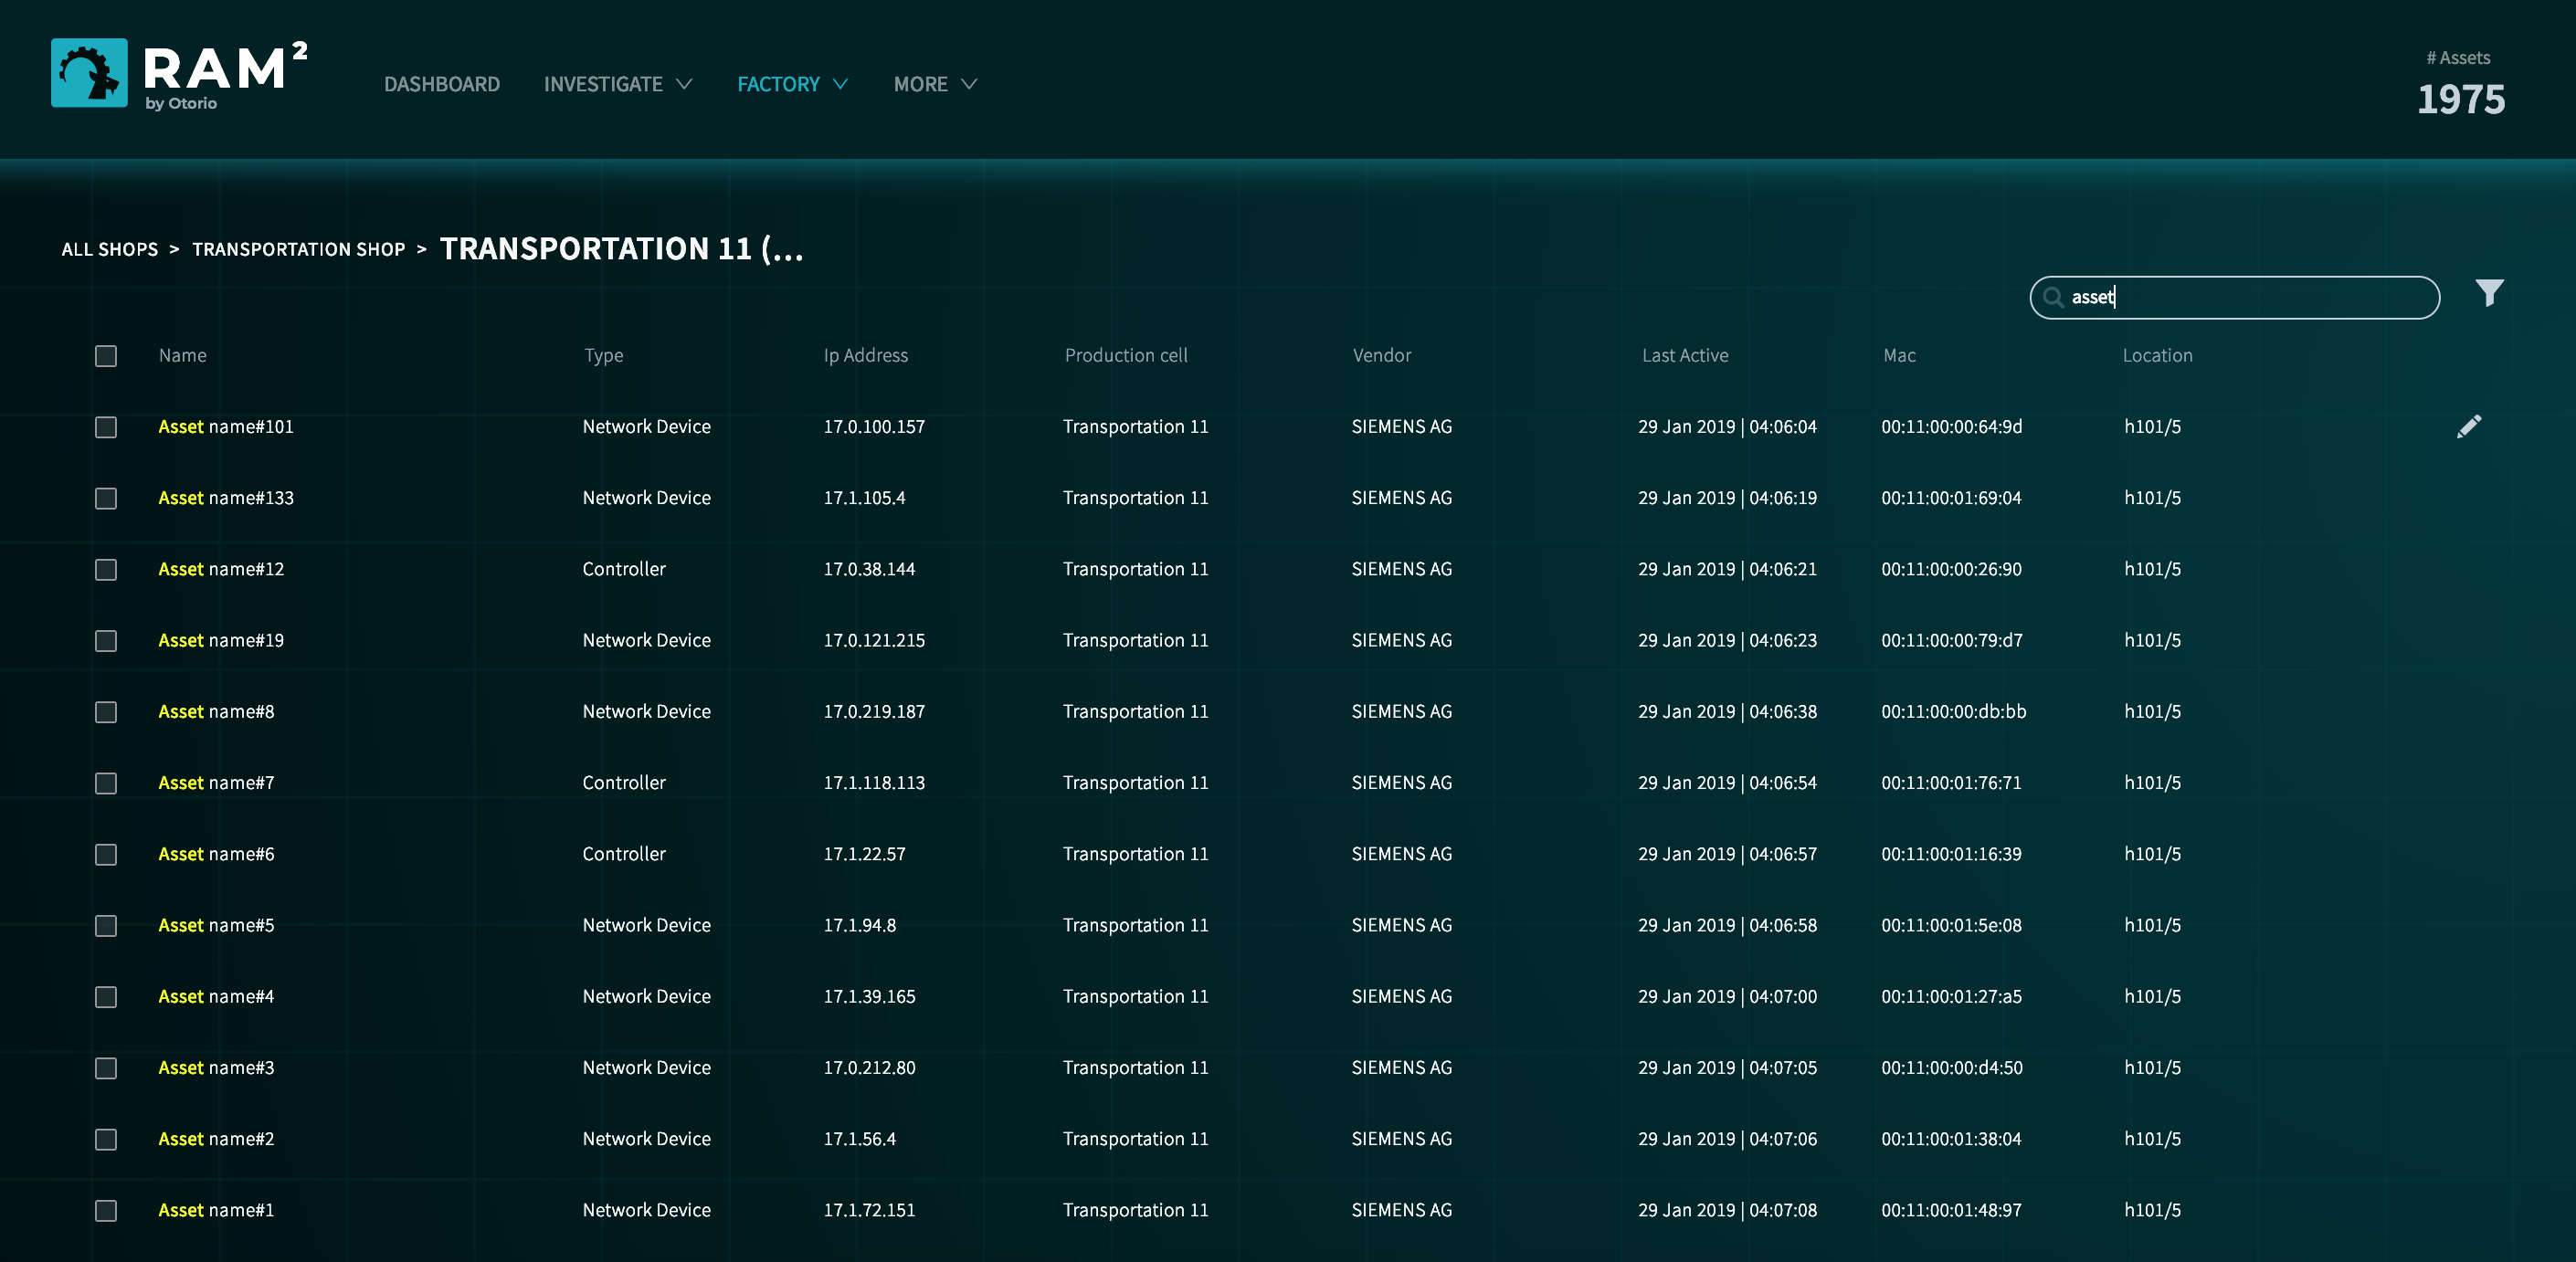 RAM²
by Otorio
DASHBOARD INVESTIGATE FACTORY MORE
# Assets
1975
ALL SHOPS > TRANSPORTATION SHOP > TRANSPORTATION 11 (...
asset
Name Type Ip Address Production cell Vendor Last Active Mac Location
Asset name#101 Network Device 17.0.100.157 Transportation 11 SIEMENS AG 29 Jan 2019 | 04:06:04 00:11:00:00:64:9d h101/5
Asset name#133 Network Device 17.1.105.4 Transportation 11 SIEMENS AG 29 Jan 2019 | 04:06:19 00:11:00:01:69:04 h101/5
Asset name#12 Controller 17.0.38.144 Transportation 11 SIEMENS AG 29 Jan 2019 | 04:06:21 00:11:00:00:26:90 h101/5
Asset name#19 Network Device 17.0.121.215 Transportation 11 SIEMENS AG 29 Jan 2019 | 04:06:23 00:11:00:00:79:d7 h101/5
Asset name#8 Network Device 17.0.219.187 Transportation 11 SIEMENS AG 29 Jan 2019 | 04:06:38 00:11:00:00:db:bb h101/5
Asset name#7 Controller 17.1.118.113 Transportation 11 SIEMENS AG 29 Jan 2019 | 04:06:54 00:11:00:01:76:71 h101/5
Asset name#6 Controller 17.1.22.57 Transportation 11 SIEMENS AG 29 Jan 2019 | 04:06:57 00:11:00:01:16:39 h101/5
Asset name#5 Network Device 17.1.94.8 Transportation 11 SIEMENS AG 29 Jan 2019 | 04:06:58 00:11:00:01:5e:08 h101/5
Asset name#4 Network Device 17.1.39.165 Transportation 11 SIEMENS AG 29 Jan 2019 | 04:07:00 00:11:00:01:27:a5 h101/5
Asset name#3 Network Device 17.0.212.80 Transportation 11 SIEMENS AG 29 Jan 2019 | 04:07:05 00:11:00:00:d4:50 h101/5
Asset name#2 Network Device 17.1.56.4 Transportation 11 SIEMENS AG 29 Jan 2019 | 04:07:06 00:11:00:01:38:04 h101/5
Asset name#1 Network Device 17.1.72.151 Transportation 11 SIEMENS AG 29 Jan 2019 | 04:07:08 00:11:00:01:48:97 h101/5